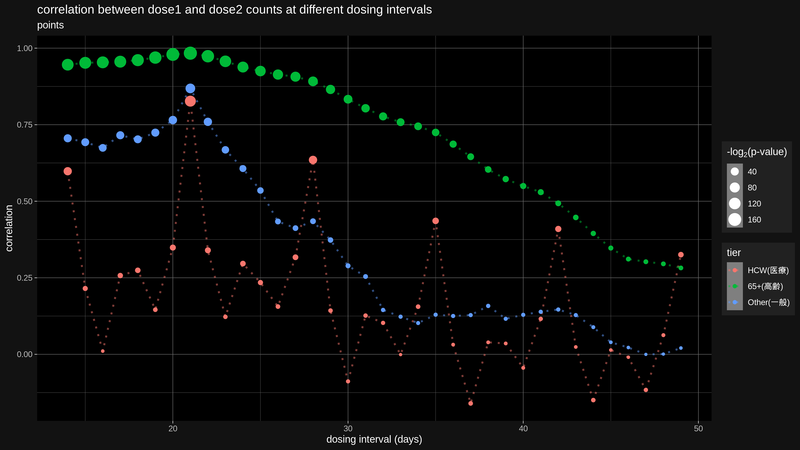 correlation between dose1 and dose2 counts at different dosing intervals
points
1.00
0.75
0.50
0.25
0.00
correlation
20
30
40
50
dosing interval (days)
-log2(p-value)
40
80
120
160
tier
HCW(医療)
65+(高齢)
Other(一般)